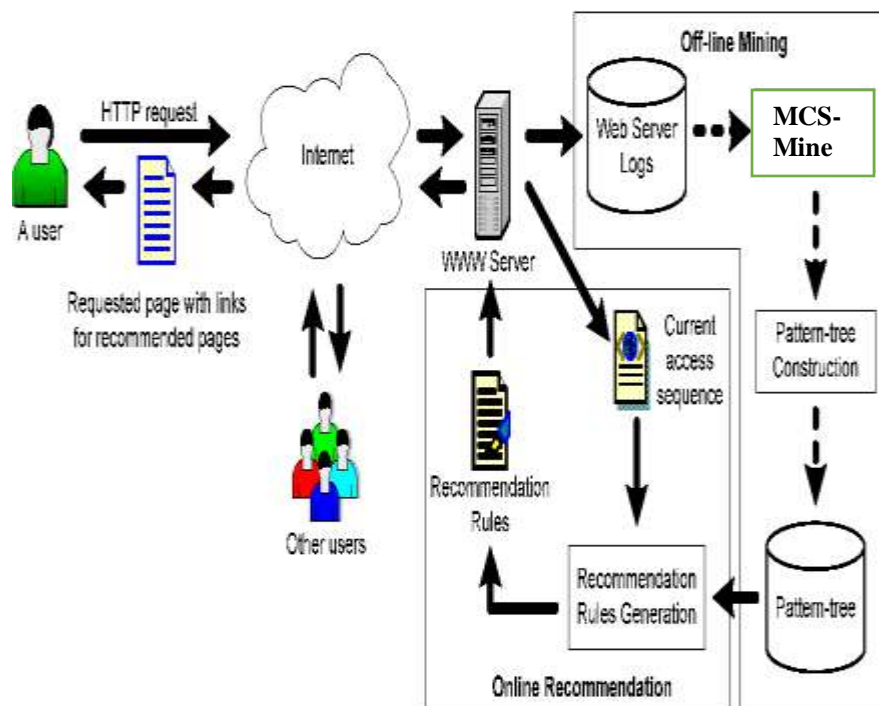 Off-line Mining
HTTP request
Internet
Web Server
Logs
MCS-
Mine
A user
WWW Server
Requested page with links
for recommended pages
Current
access
sequence
Pattern-tree
Construction
Recommendation
Rules
Other users
Recommendation
Rules Generation
Pattern-tree
Online Recommendation